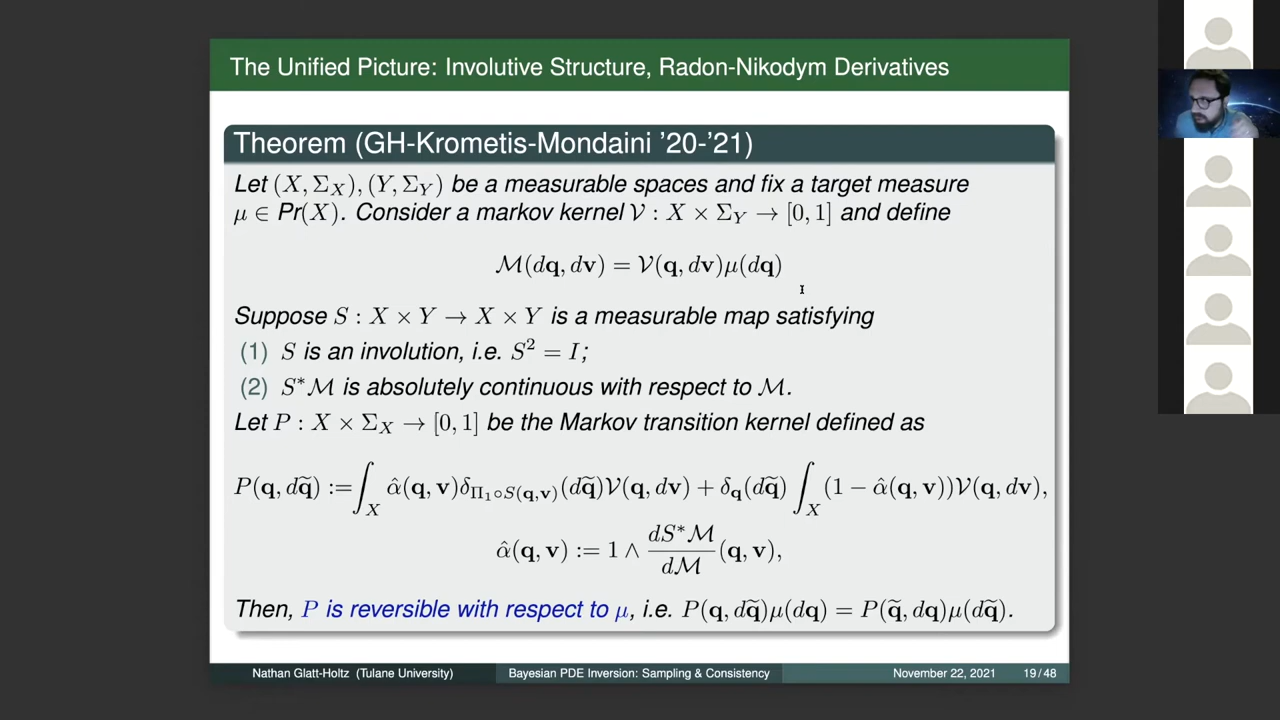 The Unified Picture: Involutive Structure, Radon-Nikodym Derivatives
Theorem (GH-Krometis-Mondaini '20-'21)
Let (X, Σ_X), (Y, Σ_Y) be a measurable spaces and fix a target measure
μ ∈ Pr(X). Consider a markov kernel 𝒱 : X × Σ_Y → [0, 1] and define
ℳ(dq, dv) = 𝒱(q, dv)μ(dq)
Suppose S : X × Y → X × Y is a measurable map satisfying
(1) S is an involution, i.e. S² = I;
(2) S*ℳ is absolutely continuous with respect to ℳ.
Let P : X × Σ_X → [0, 1] be the Markov transition kernel defined as
P(q, dq̃) := ∫_X α̂(q, v)δ_{Π₁∘S(q,v)}(dq̃)𝒱(q, dv) + δ_q(dq̃) ∫_X (1 − α̂(q, v))𝒱(q, dv),
α̂(q, v) := 1 ∧ dS*ℳ/dℳ (q, v),
Then, P is reversible with respect to μ, i.e. P(q, dq̃)μ(dq) = P(q̃, dq)μ(dq̃).
Nathan Glatt-Holtz (Tulane University) Bayesian PDE Inversion: Sampling & Consistency November 22, 2021 19 / 48